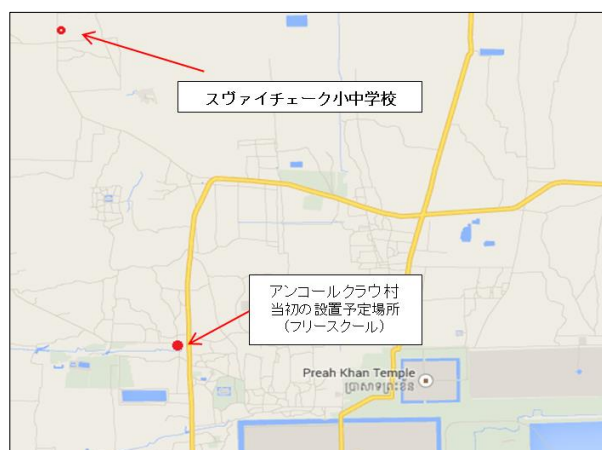 スヴァイチェーク小中学校
アンコールクラウ村
当初の設置予定場所
（フリースクール）
Preah Khan Temple
ប្រាសាទព្រះខ័ន